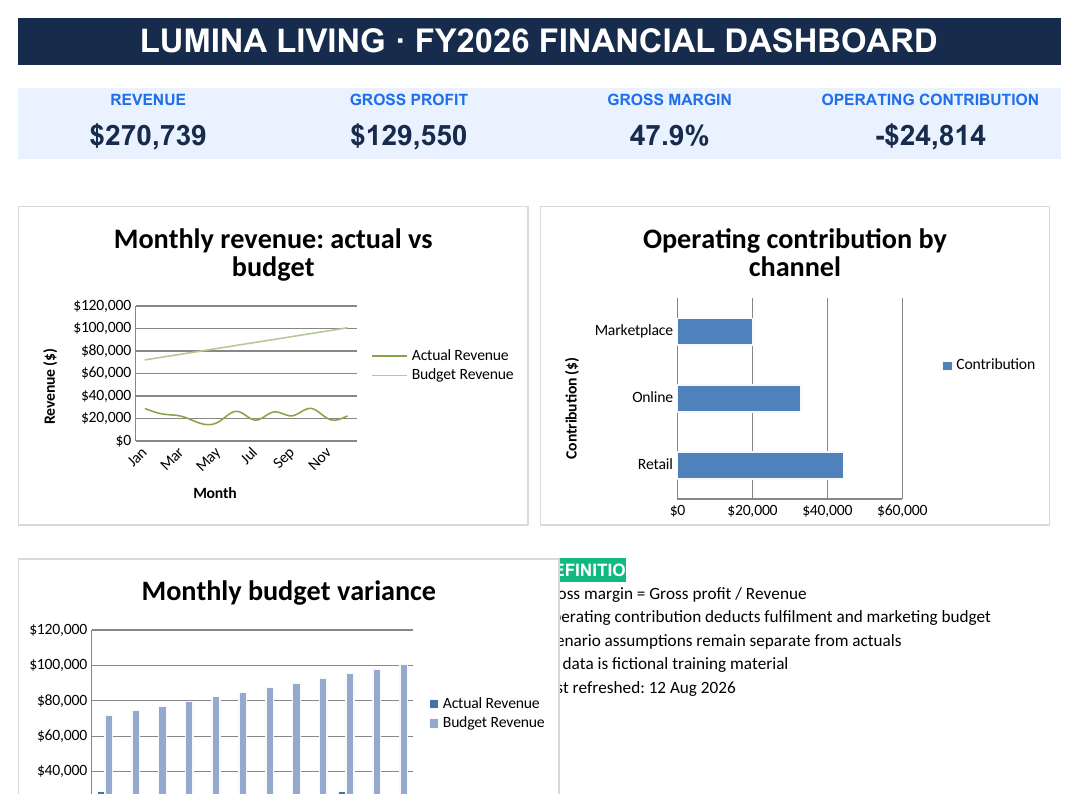 LUMINA LIVING · FY2026 FINANCIAL DASHBOARD
REVENUE
GROSS PROFIT
GROSS MARGIN
OPERATING CONTRIBUTION
$270,739
$129,550
47.9%
-$24,814
Monthly revenue: actual vs
budget
$120,000
$100,000
$80,000
$60,000
$40,000
$20,000
$0
Revenue ($)
Jan
Mar
May
Jul
Sep
Nov
Month
Actual Revenue
Budget Revenue
Operating contribution by
channel
Contribution ($)
Marketplace
Online
Retail
$0
$20,000
$40,000
$60,000
Contribution
Monthly budget variance
$120,000
$100,000
$80,000
$60,000
$40,000
Actual Revenue
Budget Revenue
EFINITIO
oss margin = Gross profit / Revenue
erating contribution deducts fulfilment and marketing budget
enario assumptions remain separate from actuals
data is fictional training material
st refreshed: 12 Aug 2026